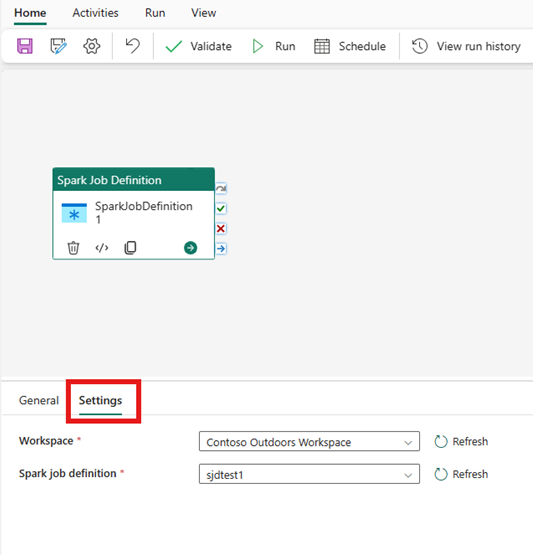 Home Activities Run View
Validate Run Schedule View run history
Spark Job Definition
SparkJobDefinition
1
General Settings
Workspace * Contoso Outdoors Workspace Refresh
Spark job definition * sjdtest1 Refresh